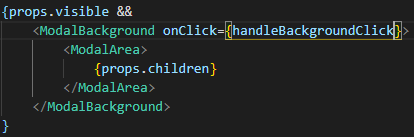 {props.visible &&
<ModalBackground onClick={handleBackgroundClick}>
<ModalArea>
{props.children}
</ModalArea>
</ModalBackground>
}